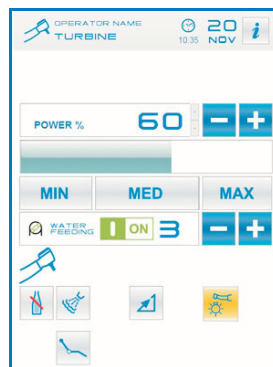 OPERATOR NAME
TURBINE
10:35
20
NOV
i
POWER % 60 - +
MIN MED MAX
WATER
FEEDING
I ON 3 - +